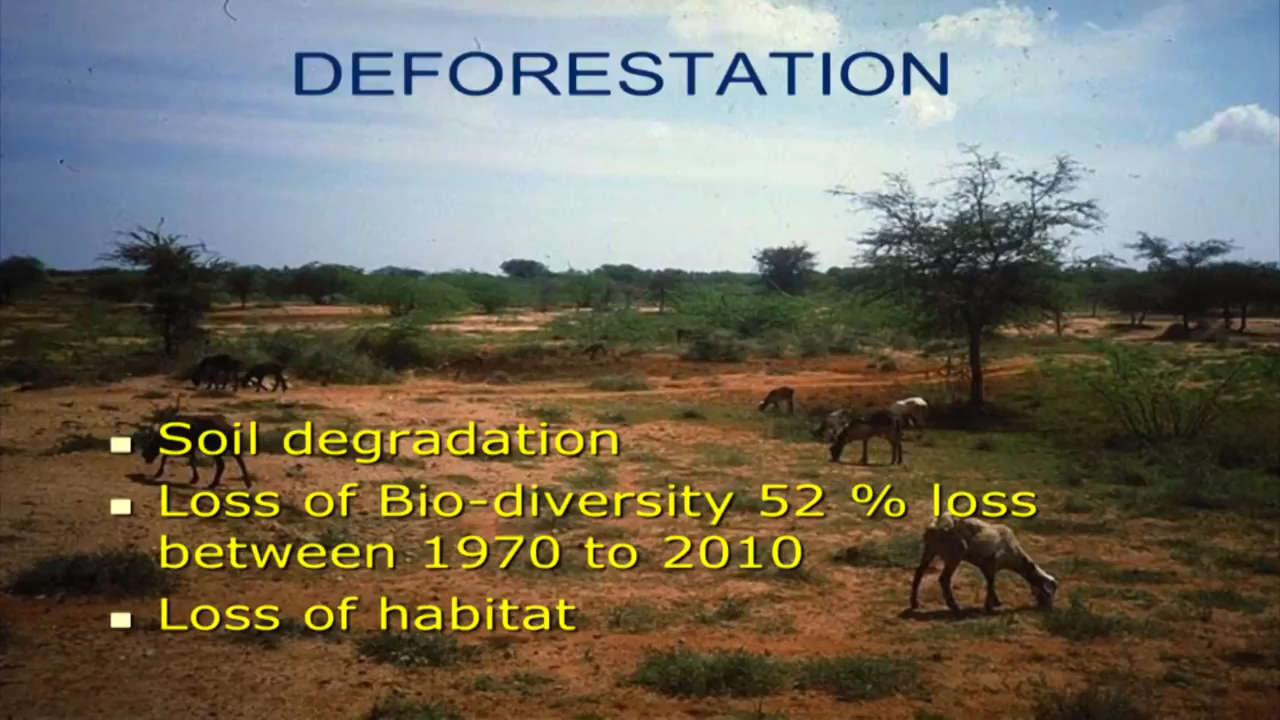 DEFORESTATION
Soil degradation
Loss of Bio-diversity 52 % loss
between 1970 to 2010
Loss of habitat